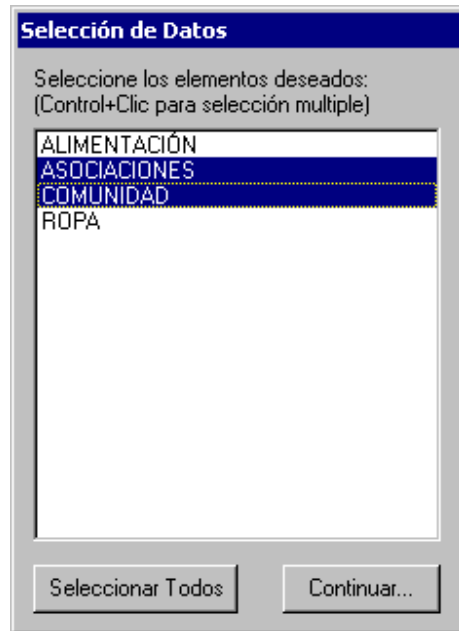 Selección de Datos
Seleccione los elementos deseados:
(Control+Clic para selección multiple)
ALIMENTACIÓN
ASOCIACIONES
COMUNIDAD
ROPA
Seleccionar Todos
Continuar...